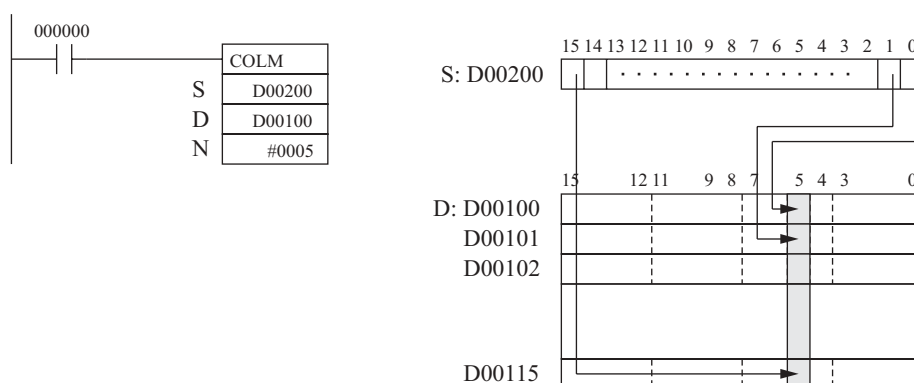 000000
COLM
S D00200
D D00100
N #0005
15 14 13 12 11 10 9 8 7 6 5 4 3 2 1 0
S: D00200
15 12 11 9 8 7 5 4 3 0
D: D00100
D00101
D00102
D00115